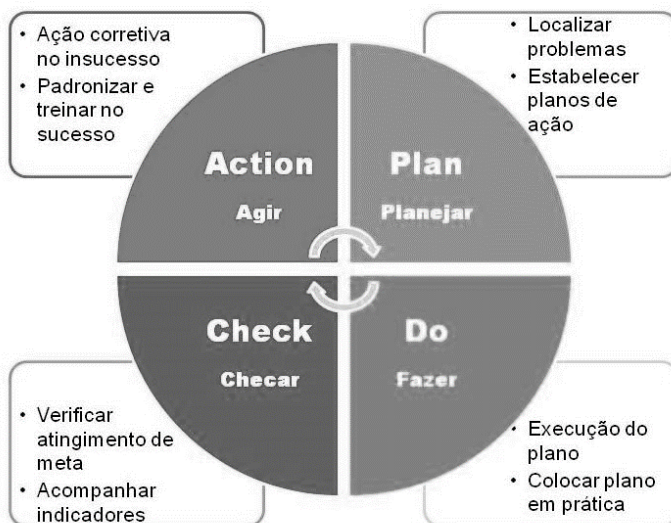 • Ação corretiva
no insucesso
• Padronizar e
treinar no
sucesso
• Localizar
problemas
• Estabelecer
planos de
ação
Action
Agir
Plan
Planejar
Check
Checar
Do
Fazer
• Verificar
atingimento de
meta
• Acompanhar
indicadores
• Execução do
plano
• Colocar plano
em prática